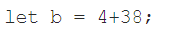 let b = 4+38;